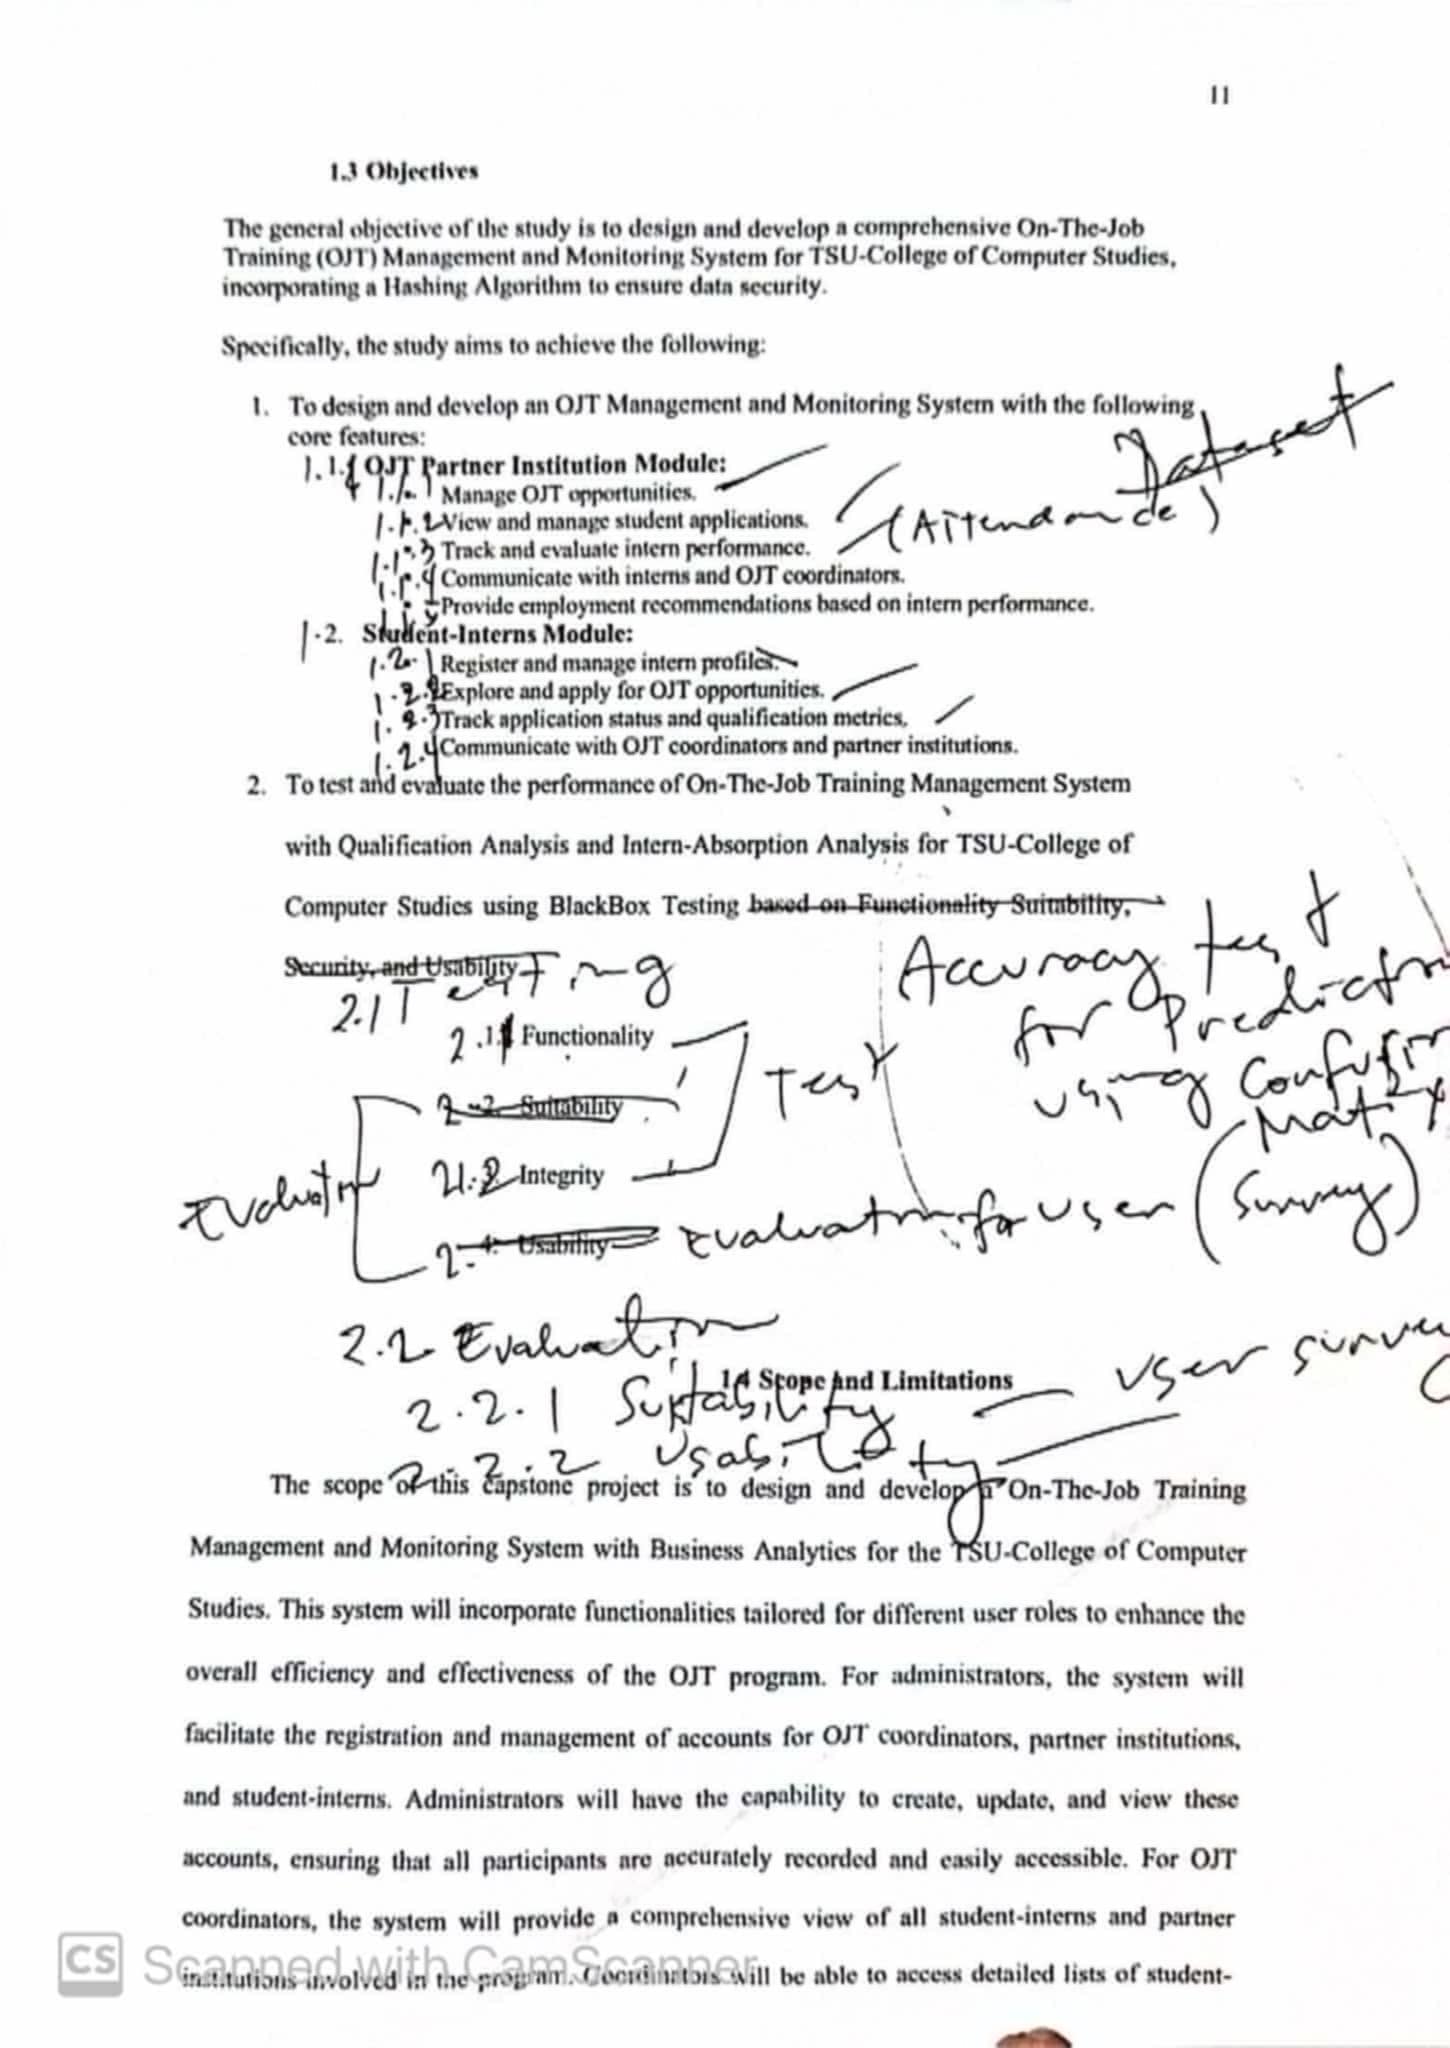 11
1.3 Objectives
The general objective of the study is to design and develop a comprehensive On-The-Job
Training (OJT) Management and Monitoring System for TSU-College of Computer Studies,
incorporating a Hashing Algorithm to ensure data security.
Specifically, the study aims to achieve the following:
1. To design and develop an OJT Management and Monitoring System with the following
core features:
Dataset
1.1. OJT Partner Institution Module:
1.1.1 Manage OJT opportunities.
1.1.2 View and manage student applications.
(Attendance)
1.1.3 Track and evaluate intern performance.
1.1.4 Communicate with interns and OJT coordinators.
Provide employment recommendations based on intern performance.
1.2. Student-Interns Module:
1.2.1 Register and manage intern profiles.
1.2.2 Explore and apply for OJT opportunities.
1.2.3 Track application status and qualification metrics.
1.2.4 Communicate with OJT coordinators and partner institutions.
2. To test and evaluate the performance of On-The-Job Training Management System
with Qualification Analysis and Intern-Absorption Analysis for TSU-College of
Computer Studies using BlackBox Testing based on Functionality Suitability,
Security, and Usability.
2.1 Testing
Accuracy test
for Prediction
using Confusion
Matrix
2.1.1 Functionality
Test
2.2. Suitability
2.1.2 Integrity
Evaluation
(Survey)
2. 4. Usability
Evaluation for User
2.2 Evaluation
User survey
1.4 Scope and Limitations
2.2.1 Suitability
2.2.2 Usability
The scope of this capstone project is to design and develop a On-The-Job Training
Management and Monitoring System with Business Analytics for the TSU-College of Computer
Studies. This system will incorporate functionalities tailored for different user roles to enhance the
overall efficiency and effectiveness of the OJT program. For administrators, the system will
facilitate the registration and management of accounts for OJT coordinators, partner institutions,
and student-interns. Administrators will have the capability to create, update, and view these
accounts, ensuring that all participants are accurately recorded and easily accessible. For OJT
coordinators, the system will provide a comprehensive view of all student-interns and partner
institutions involved in the program. Coordinators will be able to access detailed lists of student-
CS Scanned with CamScanner